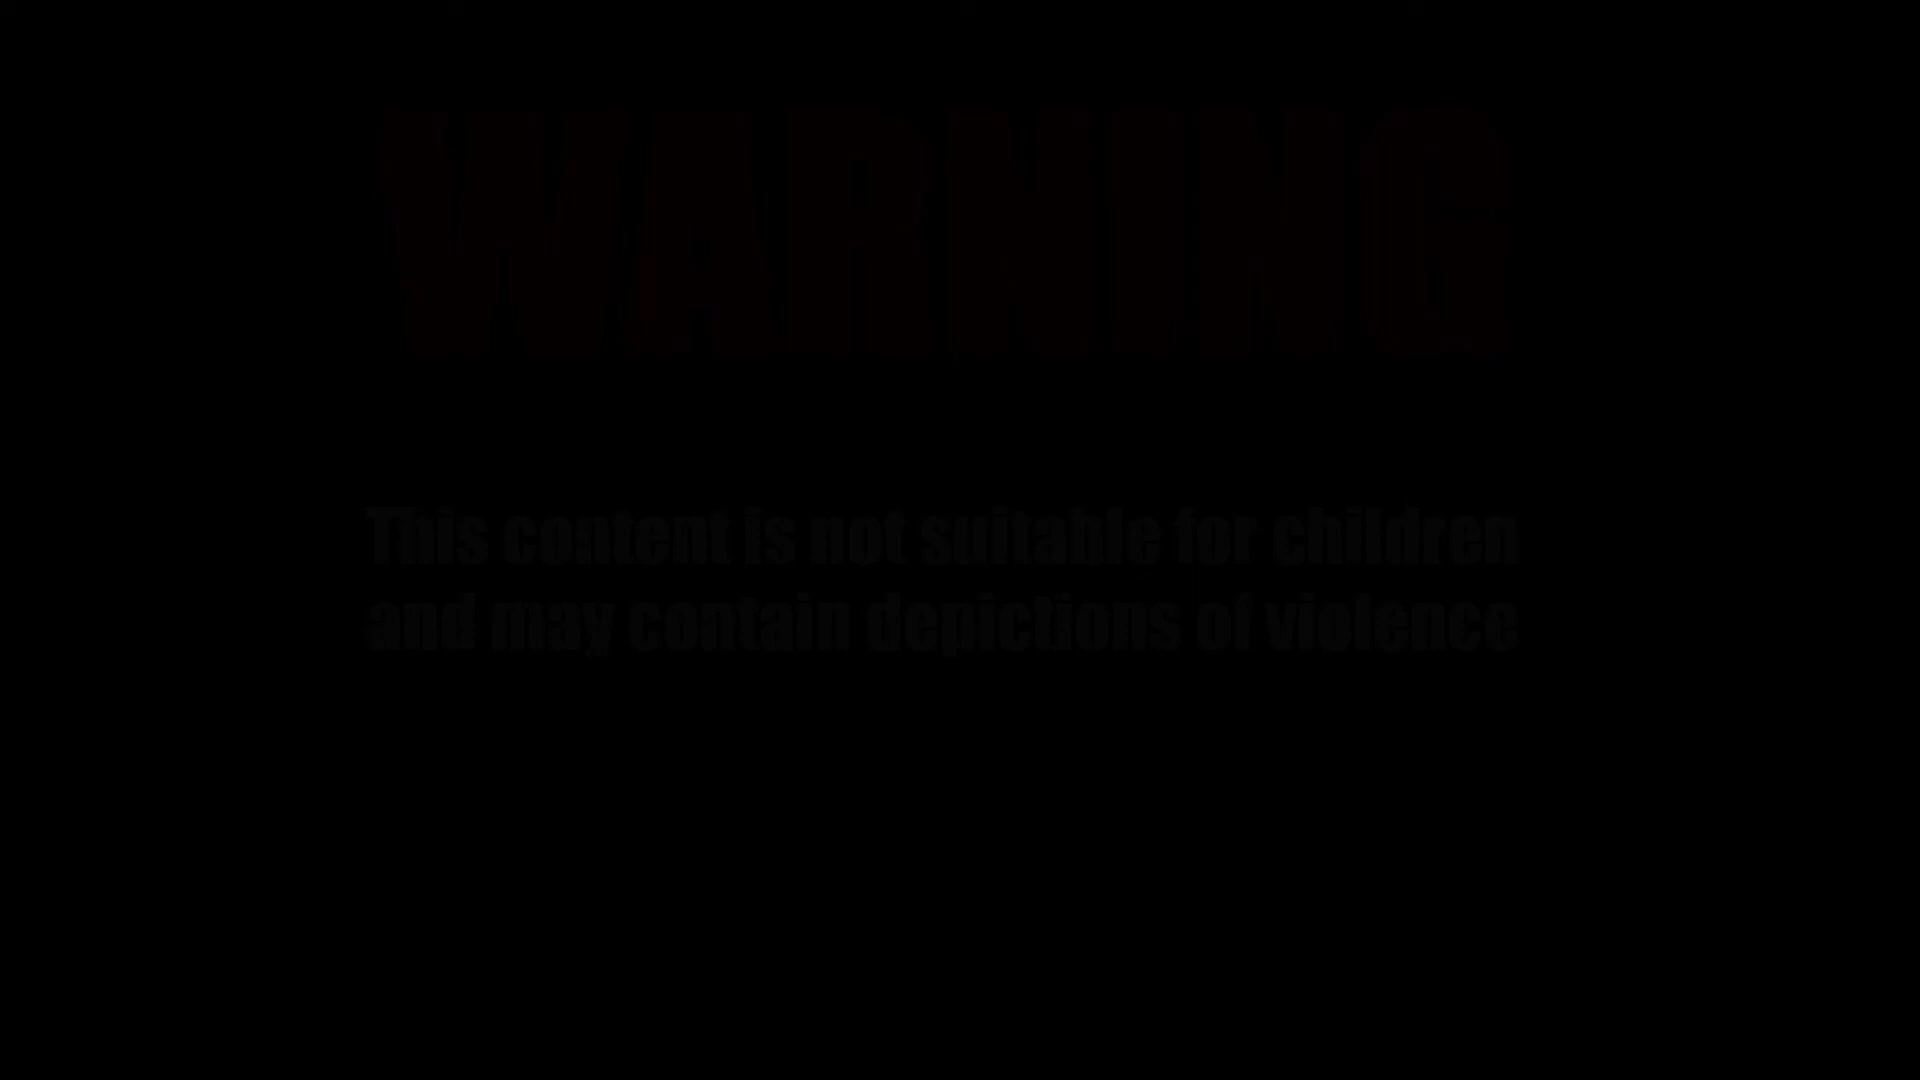 WARNING
This content is not suitable for children
and may contain depictions of violence